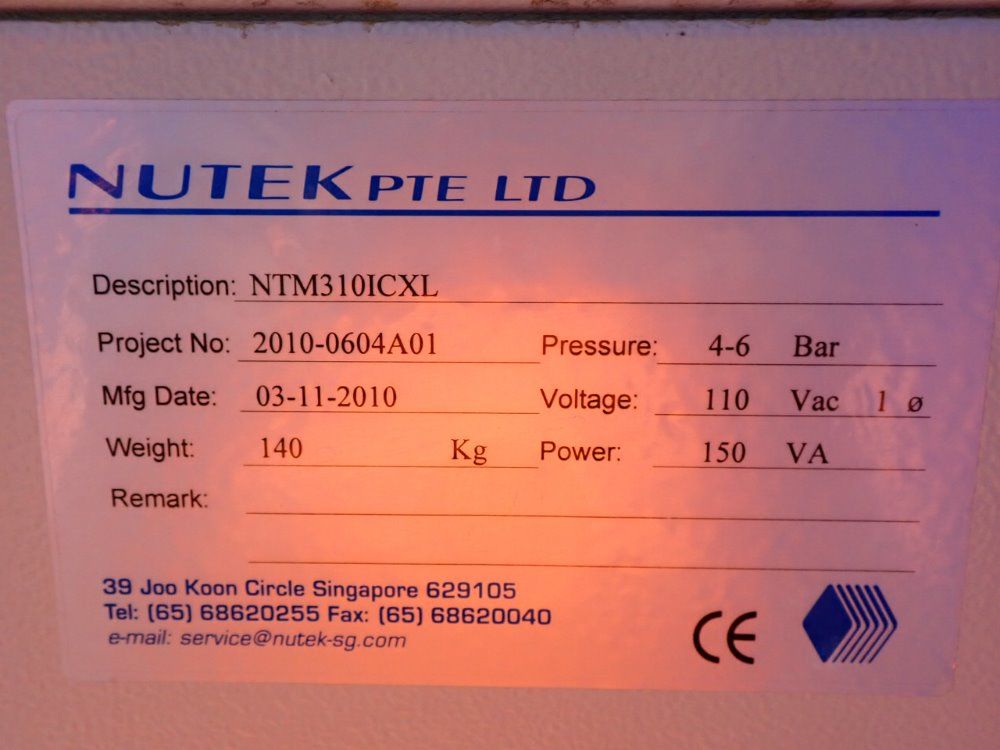 NUTEK PTE LTD
Description: NTM310ICXL
Project No: 2010-0604A01 Pressure: 4-6 Bar
Mfg Date: 03-11-2010 Voltage: 110 Vac 1 ø
Weight: 140 Kg Power: 150 VA
Remark:
39 Joo Koon Circle Singapore 629105
Tel: (65) 68620255 Fax: (65) 68620040
e-mail: service@nutek-sg.com
CE